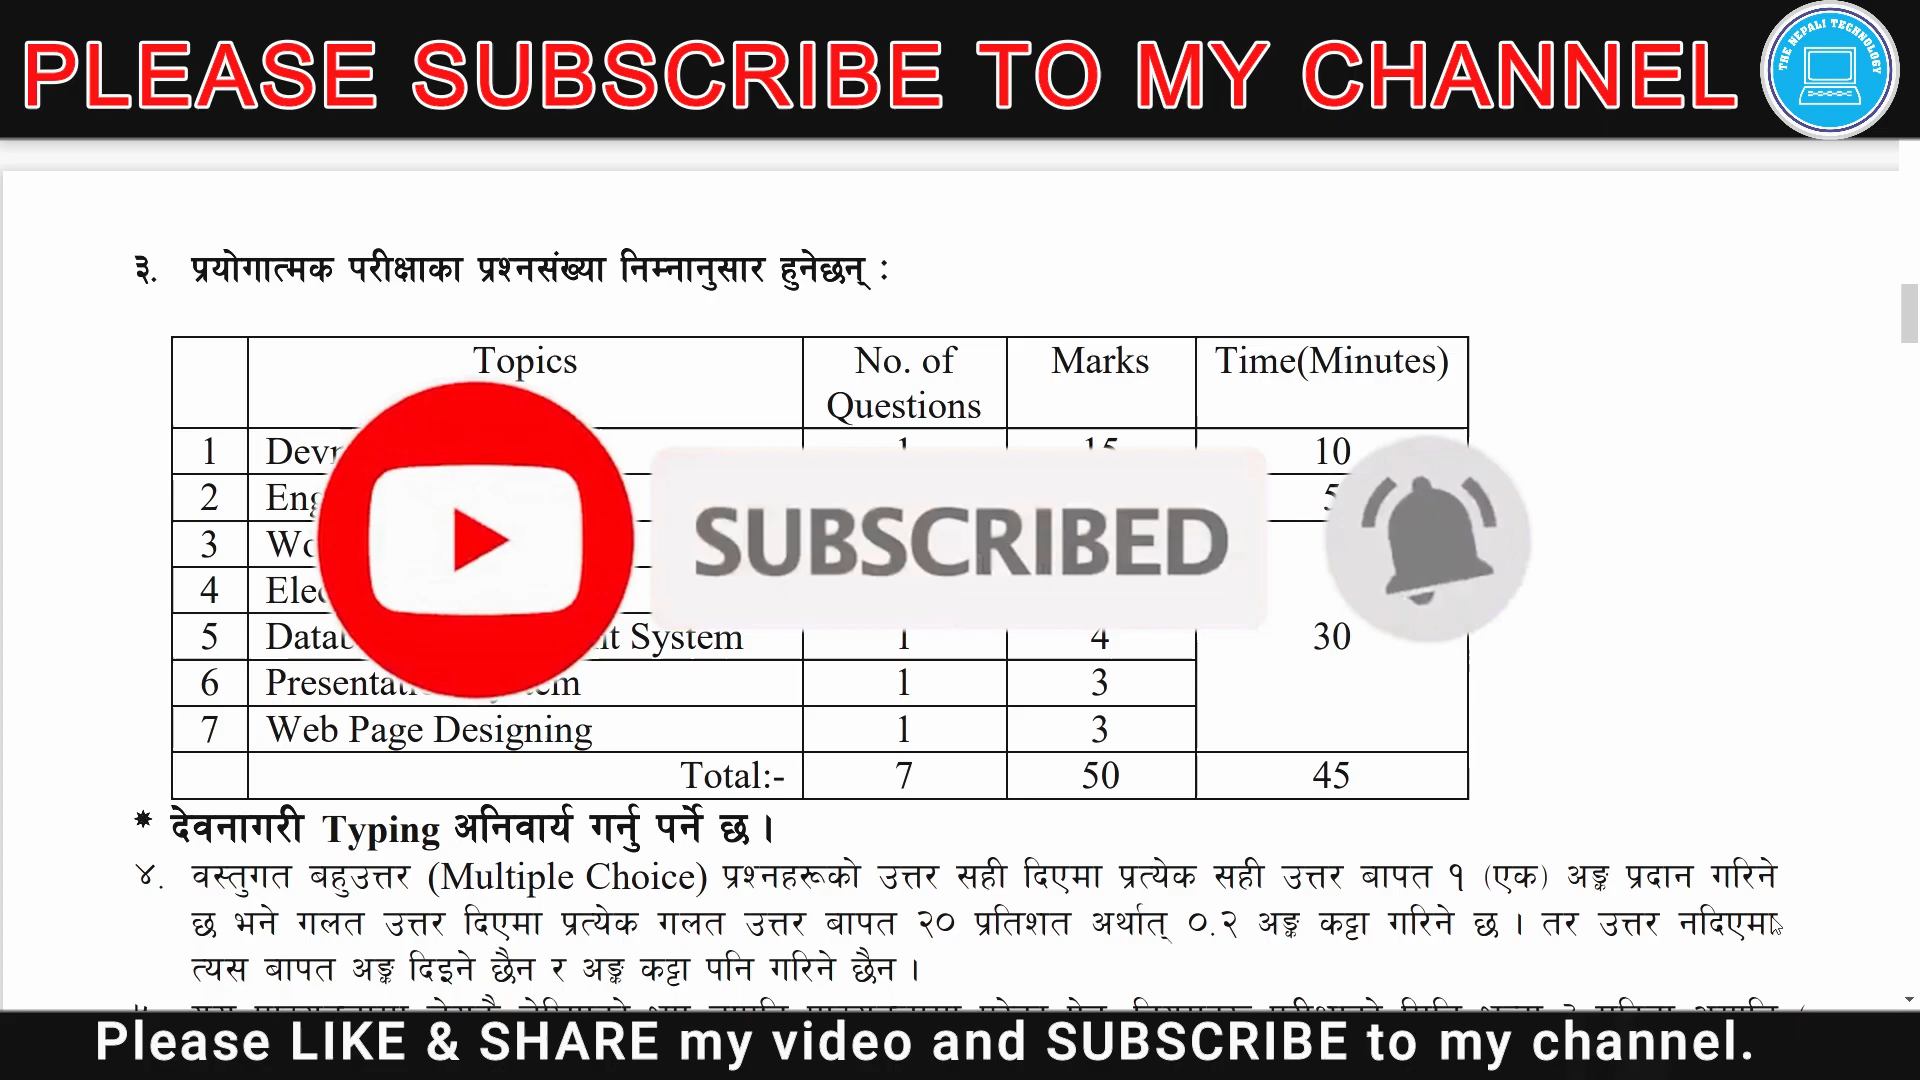 PLEASE SUBSCRIBE TO MY CHANNEL
THE NEPALI TECHNOLOGY
३. प्रयोगात्मक परीक्षाका प्रश्नसंख्या निम्नानुसार हुनेछन् :
Topics No. of Questions Marks Time(Minutes)
1 15 10
2
3
4
5 System 1 4 30
6 1 3
7 Web Page Designing 1 3
Total:- 7 50 45
SUBSCRIBED
* देवनागरी Typing अनिवार्य गर्नु पर्ने छ ।
४. वस्तुगत बहुउत्तर (Multiple Choice) प्रश्नहरूको उत्तर सही दिएमा प्रत्येक सही उत्तर बापत १ (एक) अङ्क प्रदान गरिने
छ भने गलत उत्तर दिएमा प्रत्येक गलत उत्तर बापत २० प्रतिशत अर्थात् ०.२ अङ्क कट्टा गरिने छ । तर उत्तर नदिएमा
त्यस बापत अङ्क दिइने छैन र अङ्क कट्टा पनि गरिने छैन ।
Please LIKE & SHARE my video and SUBSCRIBE to my channel.